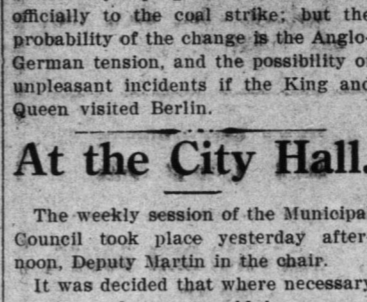 officially to the coal strike; but the
probability of the change is the Anglo-
German tension, and the possibility of
unpleasant incidents if the King and
Queen visited Berlin.
At the City Hall.
The weekly session of the Municipa
Council took place yesterday after
noon, Deputy Martin in the chair.
It was decided that where necessary